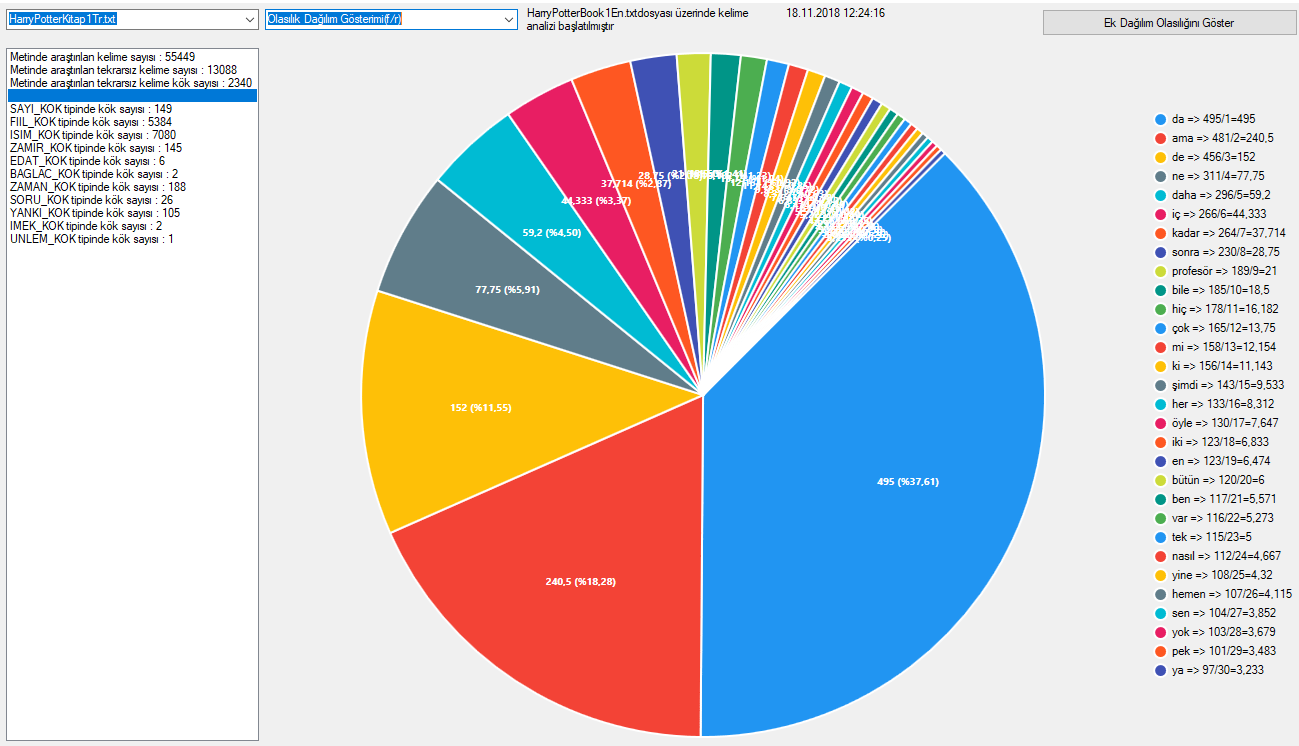 HarryPotterKitap1Tr.txt
Olasılık Dağılım Gösterimi(f/r)
HarryPotterBook1En.txtdosyası üzerinde kelime
analizi başlatılmıştır
18.11.2018 12:24:16
Ek Dağılım Olasılığını Göster
Metinde araştırılan kelime sayısı : 55449
Metinde araştırılan tekrarsız kelime sayısı : 13088
Metinde araştırılan tekrarsız kelime kök sayısı : 2340
SAYI_KOK tipinde kök sayısı : 149
FIIL_KOK tipinde kök sayısı : 5384
ISIM_KOK tipinde kök sayısı : 7080
ZAMIR_KOK tipinde kök sayısı : 145
EDAT_KOK tipinde kök sayısı : 6
BAGLAC_KOK tipinde kök sayısı : 2
ZAMAN_KOK tipinde kök sayısı : 188
SORU_KOK tipinde kök sayısı : 26
YANKI_KOK tipinde kök sayısı : 105
IMEK_KOK tipinde kök sayısı : 2
UNLEM_KOK tipinde kök sayısı : 1
28,75
37,714 (%2,87)
44,333 (%3,37)
59,2 (%4,50)
77,75 (%5,91)
152 (%11,55)
240,5 (%18,28)
495 (%37,61)
da => 495/1=495
ama => 481/2=240,5
de => 456/3=152
ne => 311/4=77,75
daha => 296/5=59,2
iç => 266/6=44,333
kadar => 264/7=37,714
sonra => 230/8=28,75
profesör => 189/9=21
bile => 185/10=18,5
hiç => 178/11=16,182
çok => 165/12=13,75
mi => 158/13=12,154
ki => 156/14=11,143
şimdi => 143/15=9,533
her => 133/16=8,312
öyle => 130/17=7,647
iki => 123/18=6,833
en => 123/19=6,474
bütün => 120/20=6
ben => 117/21=5,571
var => 116/22=5,273
tek => 115/23=5
nasıl => 112/24=4,667
yine => 108/25=4,32
hemen => 107/26=4,115
sen => 104/27=3,852
yok => 103/28=3,679
pek => 101/29=3,483
ya => 97/30=3,233